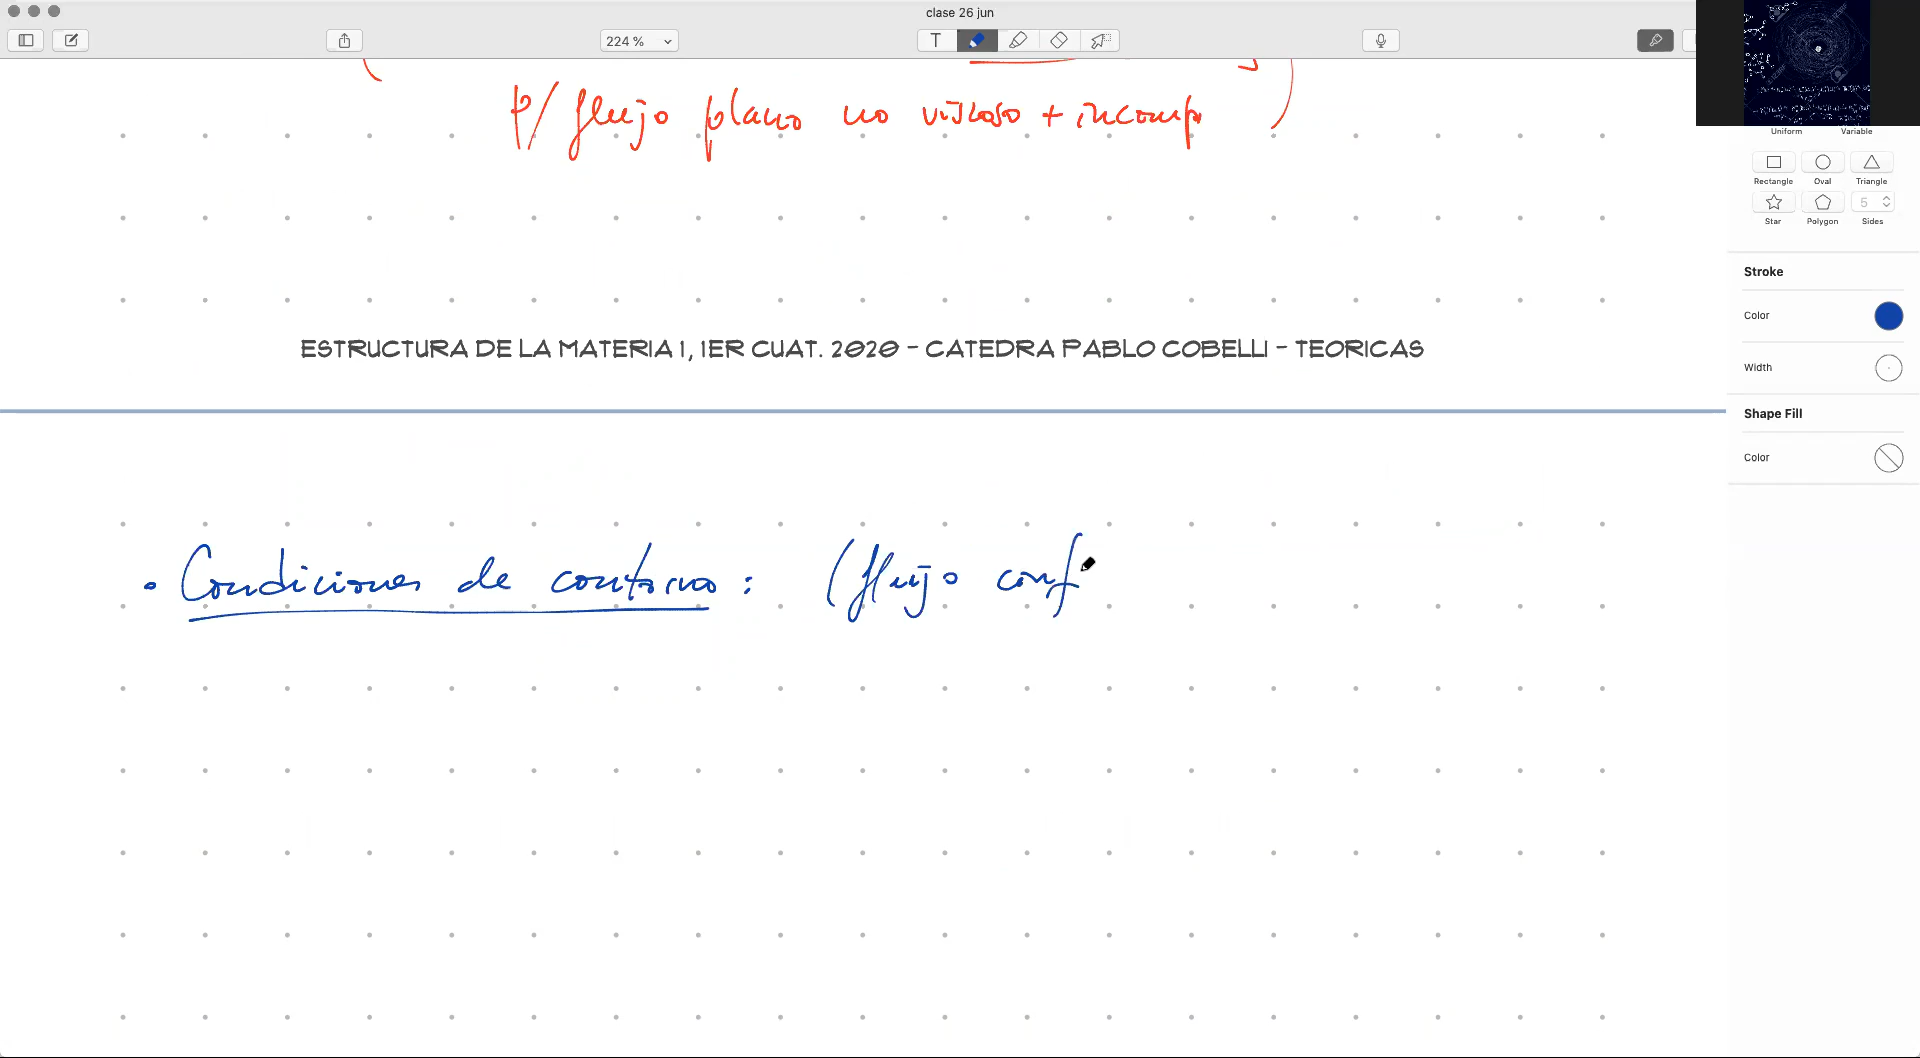 clase 26 jun
224 %
T
Uniform Variable
p/ flujo plano no viscoso + incomp
Rectangle Oval Triangle
5
Star Polygon Sides
Stroke
Color
ESTRUCTURA DE LA MATERIA 1, 1ER CUAT. 2020 - CATEDRA PABLO COBELLI - TEORICAS
Width
Shape Fill
Color
• Condiciones de contorno: (flujo conf